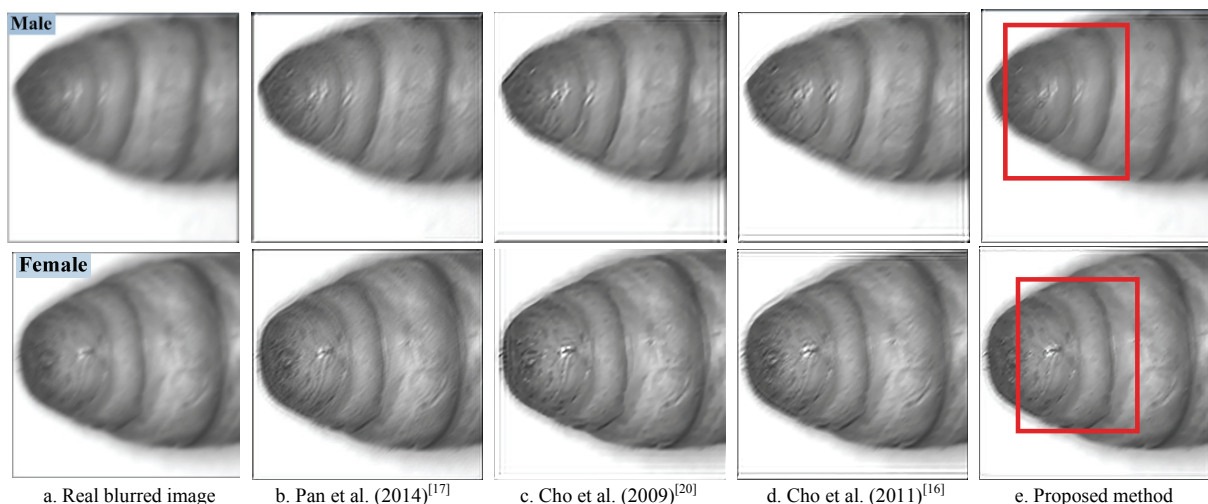 Male
Female
a. Real blurred image
b. Pan et al. (2014)[17]
c. Cho et al. (2009)[20]
d. Cho et al. (2011)[16]
e. Proposed method